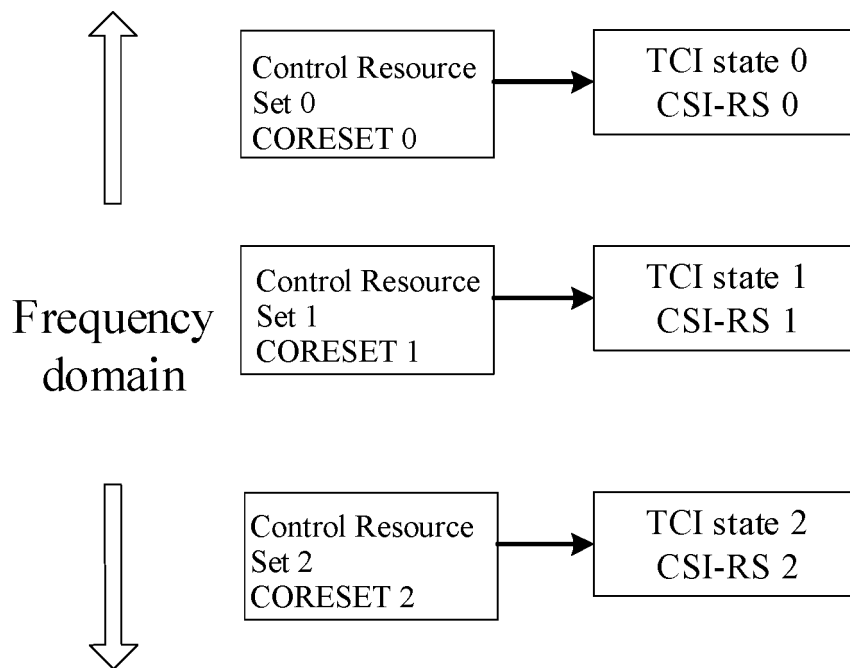 Control Resource
Set 0
CORESET 0
TCI state 0
CSI-RS 0
Frequency
domain
Control Resource
Set 1
CORESET 1
TCI state 1
CSI-RS 1
Control Resource
Set 2
CORESET 2
TCI state 2
CSI-RS 2